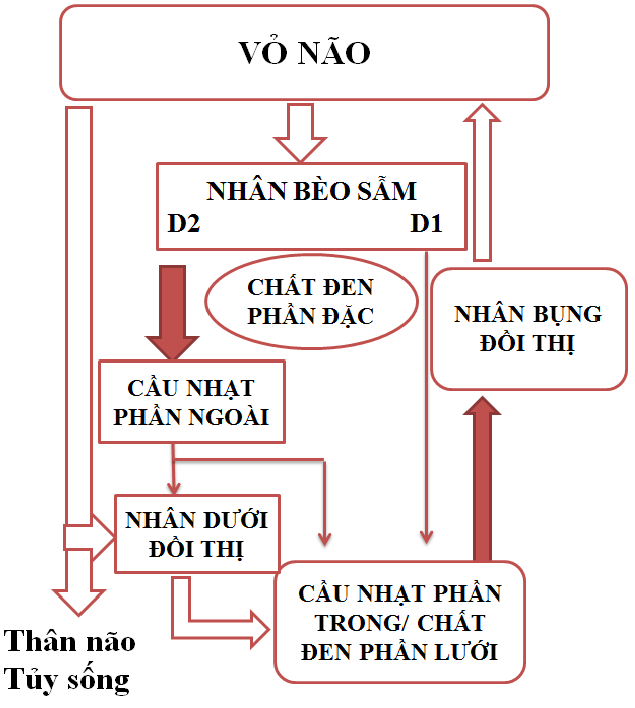 VỎ NÃO
NHÂN BÈO SẪM
D2 D1
CHẤT ĐEN
PHẦN ĐẶC
NHÂN BỤNG
ĐỒI THỊ
CẦU NHẠT
PHẦN NGOÀI
NHÂN DƯỚI
ĐỒI THỊ
CẦU NHẠT PHẦN
TRONG/ CHẤT
ĐEN PHẦN LƯỚI
Thân não
Tủy sống